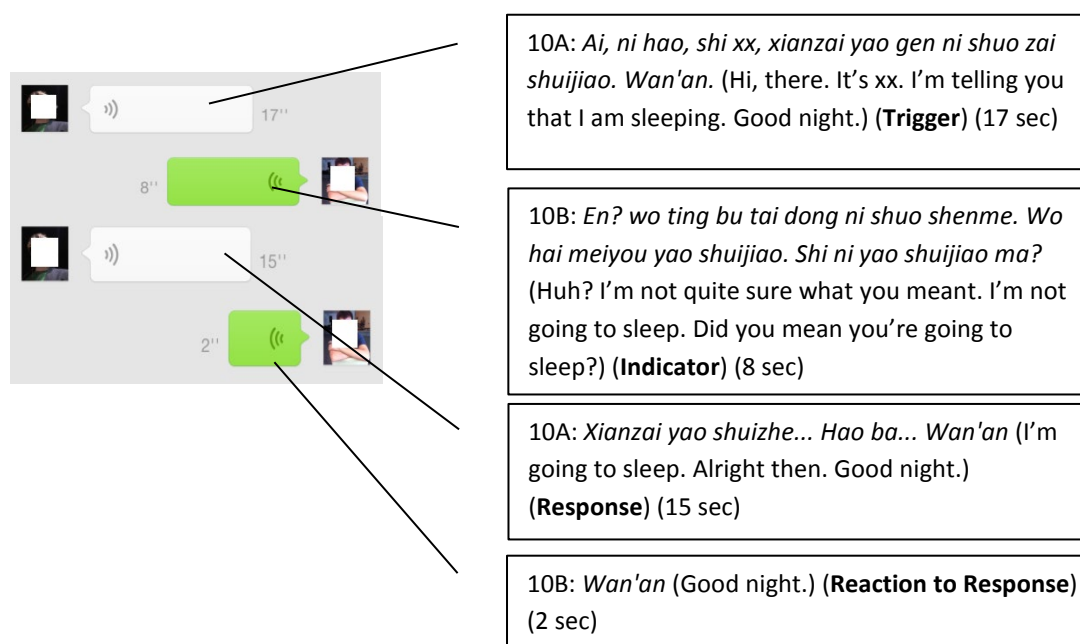 10A: Ai, ni hao, shi xx, xianzai yao gen ni shuo zai
shuijiao. Wan'an. (Hi, there. It's xx. I'm telling you
that I am sleeping. Good night.) (Trigger) (17 sec)
17''
8''
10B: En? wo ting bu tai dong ni shuo shenme. Wo
hai meiyou yao shuijiao. Shi ni yao shuijiao ma?
(Huh? I'm not quite sure what you meant. I'm not
going to sleep. Did you mean you're going to
sleep?) (Indicator) (8 sec)
15''
2''
10A: Xianzai yao shuizhe... Hao ba... Wan'an (I'm
going to sleep. Alright then. Good night.)
(Response) (15 sec)
10B: Wan'an (Good night.) (Reaction to Response)
(2 sec)